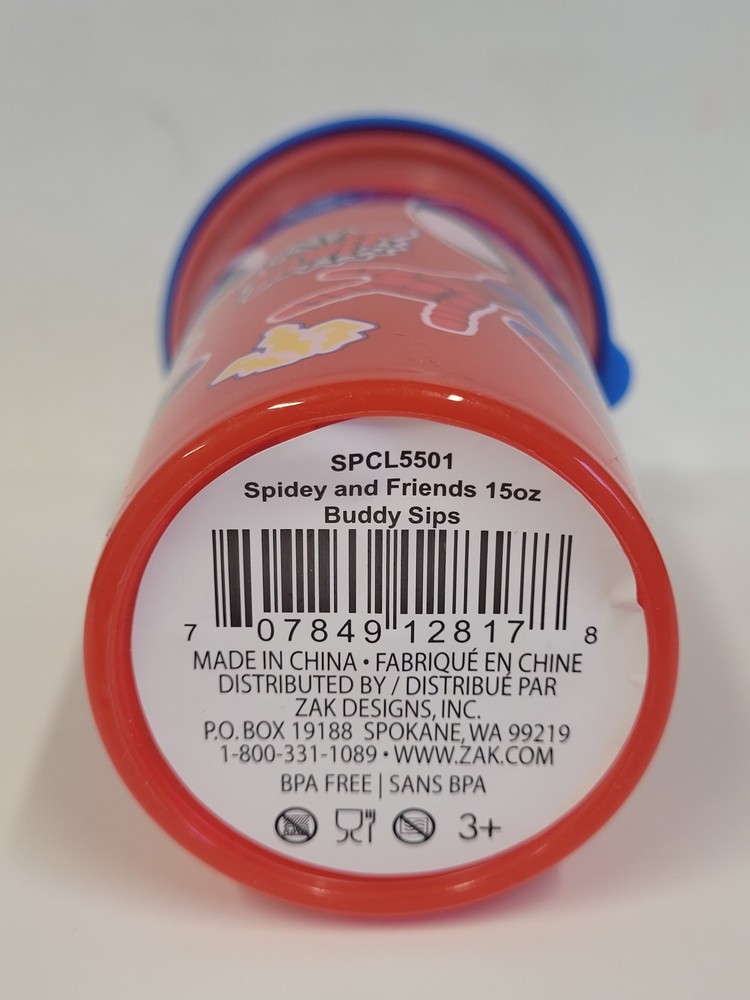 SPCL5501
Spidey and Friends 15oz
Buddy Sips
7 07849 12817 8
MADE IN CHINA • FABRIQUÉ EN CHINE
DISTRIBUTED BY / DISTRIBUÉ PAR
ZAK DESIGNS, INC.
P.O. BOX 19188 SPOKANE, WA 99219
1-800-331-1089 • WWW.ZAK.COM
BPA FREE | SANS BPA
3+